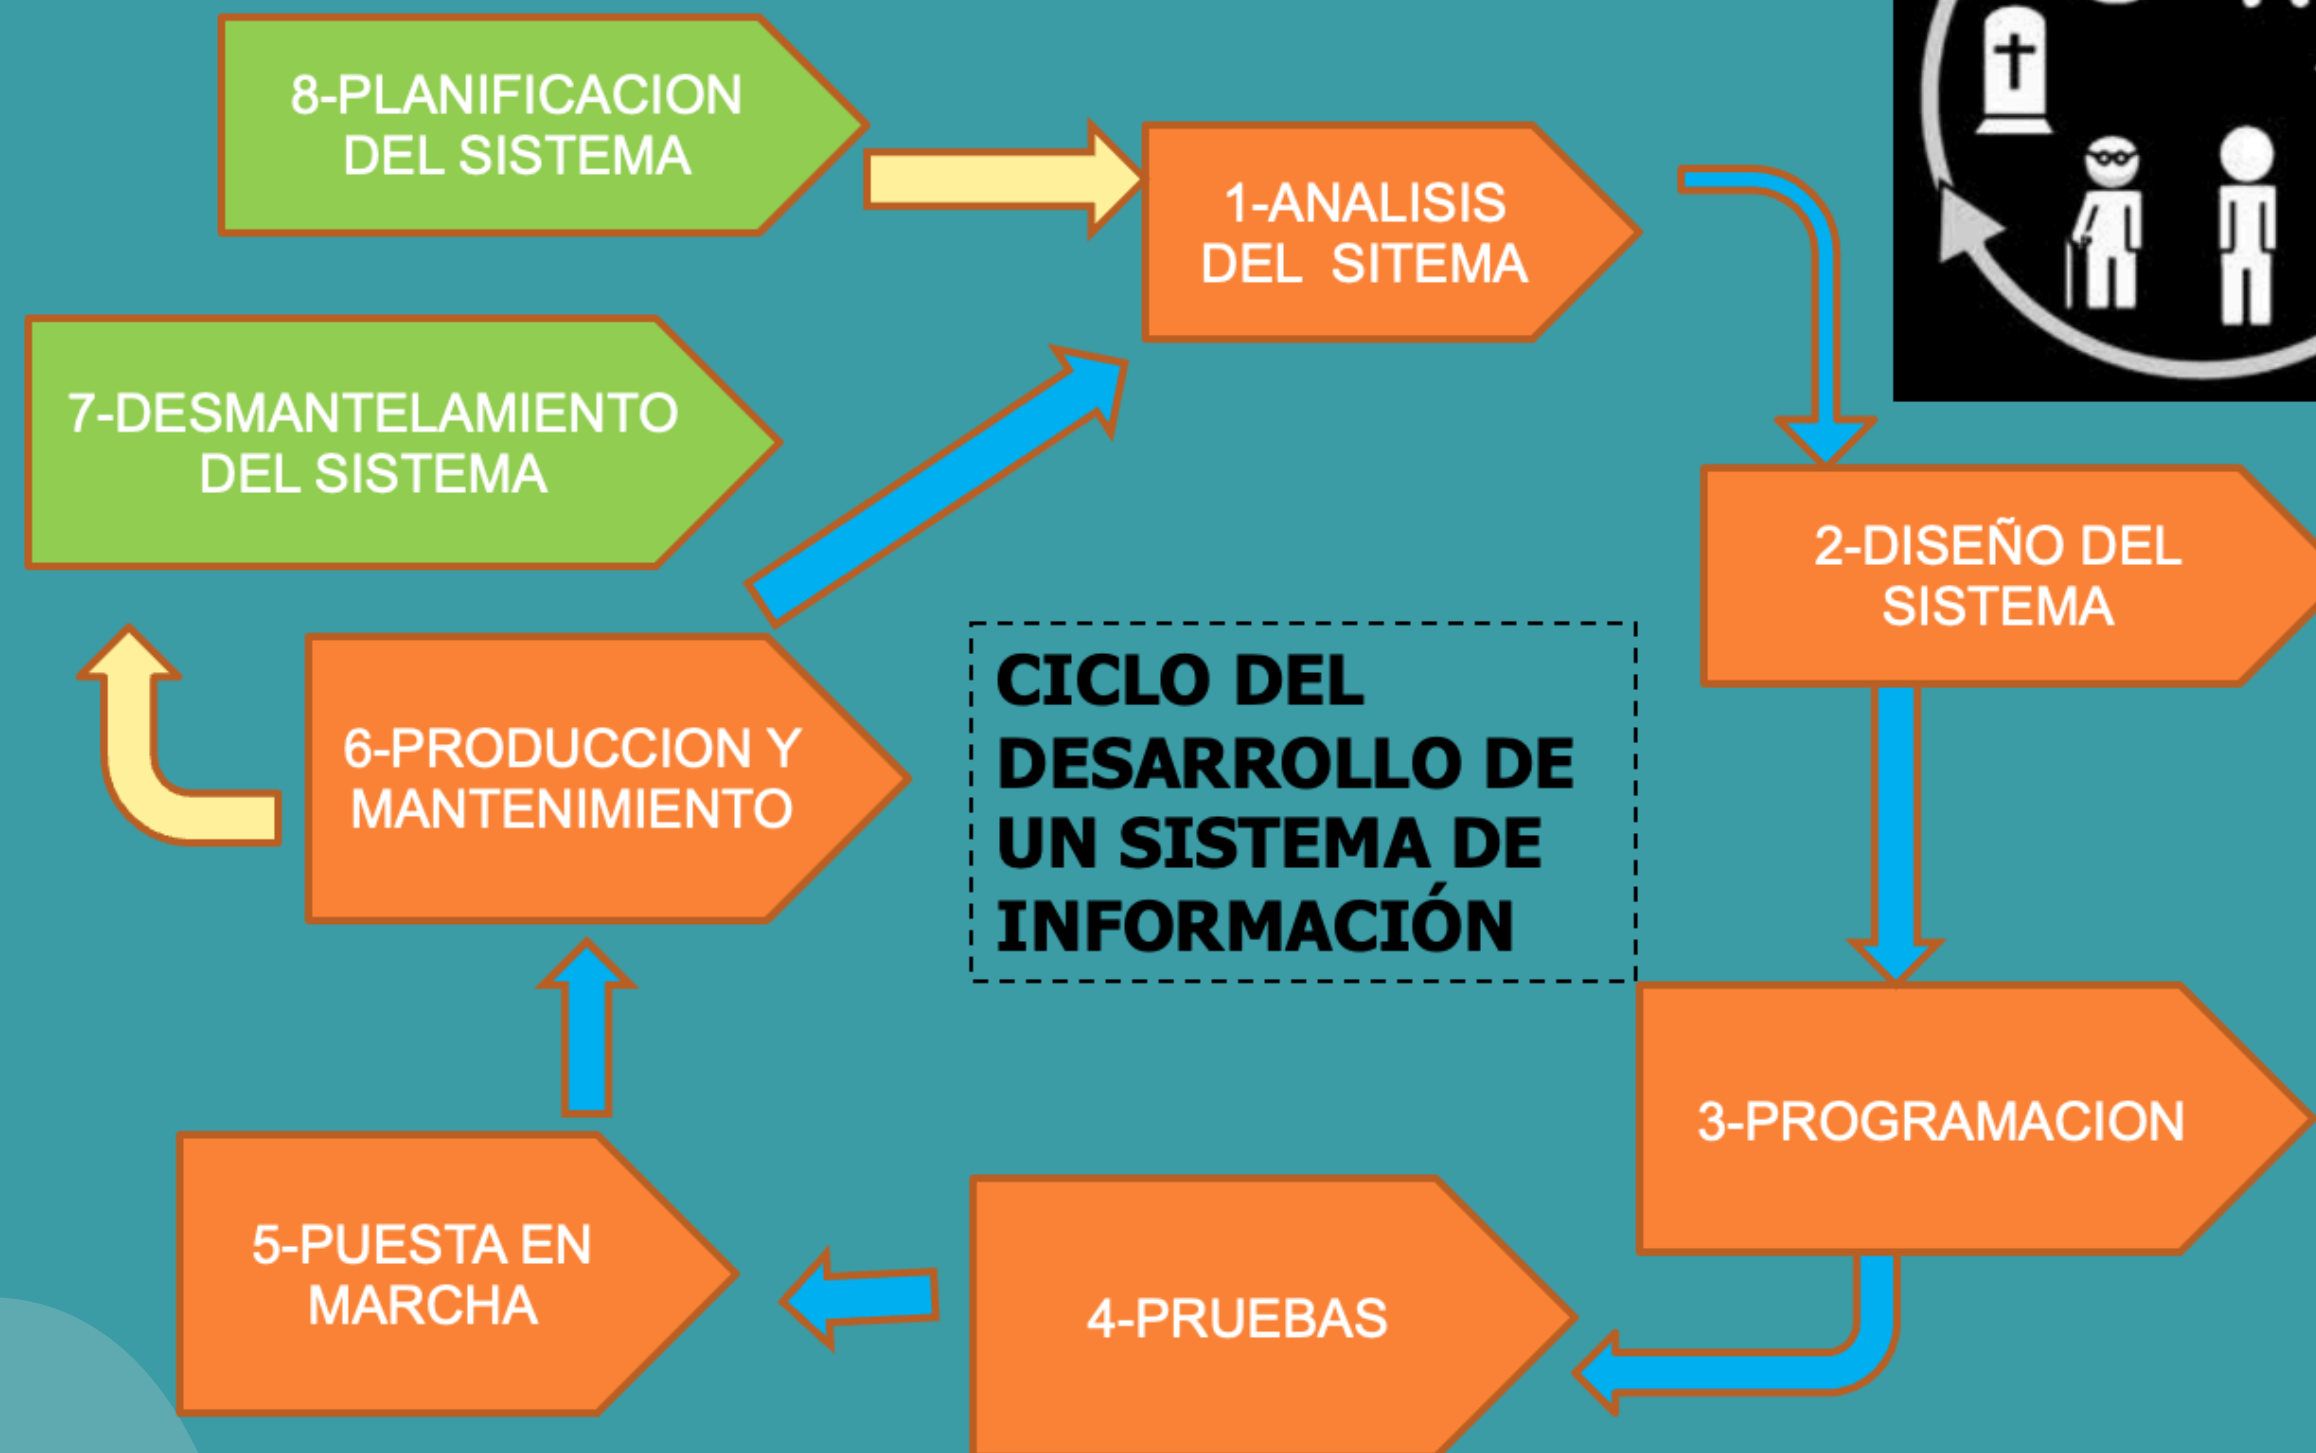 8-PLANIFICACION
DEL SISTEMA
1-ANALISIS
DEL SITEMA
7-DESMANTELAMIENTO
DEL SISTEMA
2-DISEÑO DEL
SISTEMA
6-PRODUCCION Y
MANTENIMIENTO
CICLO DEL
DESARROLLO DE
UN SISTEMA DE
INFORMACIÓN
3-PROGRAMACION
5-PUESTA EN
MARCHA
4-PRUEBAS